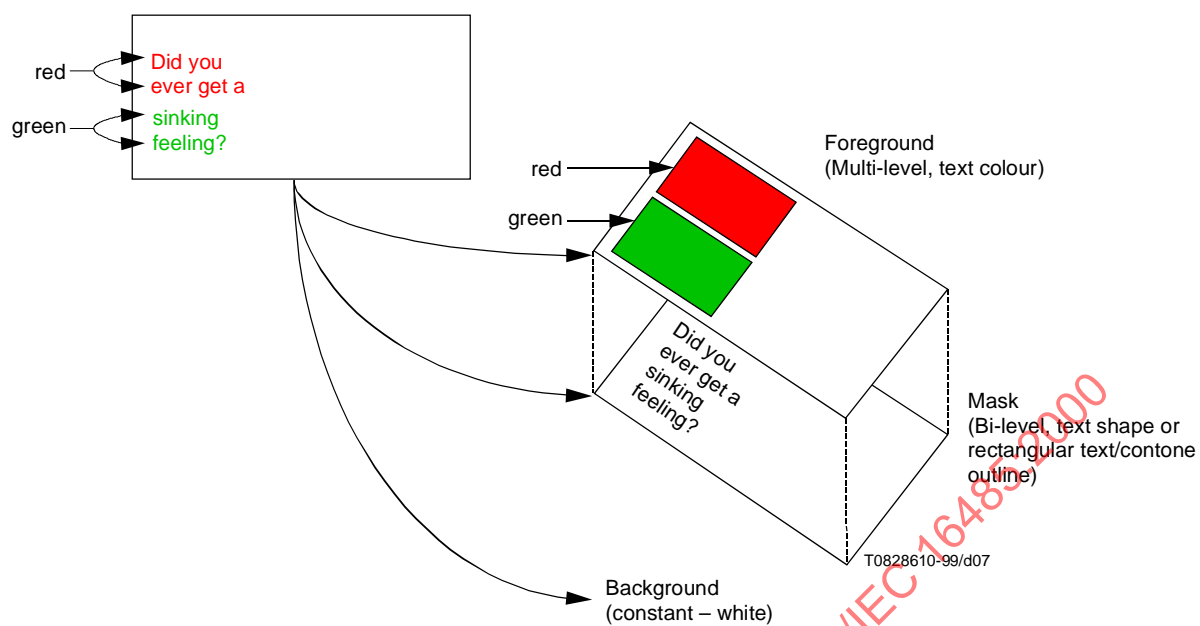 red
Did you
ever get a
green
sinking
feeling?
Foreground
(Multi-level, text colour)
red
green
Did you
ever get a
sinking
feeling?
Mask
(Bi-level, text shape or
rectangular text/contone
outline)
T0828610-99/d07
Background
(constant – white)
/IEC 16485:2000